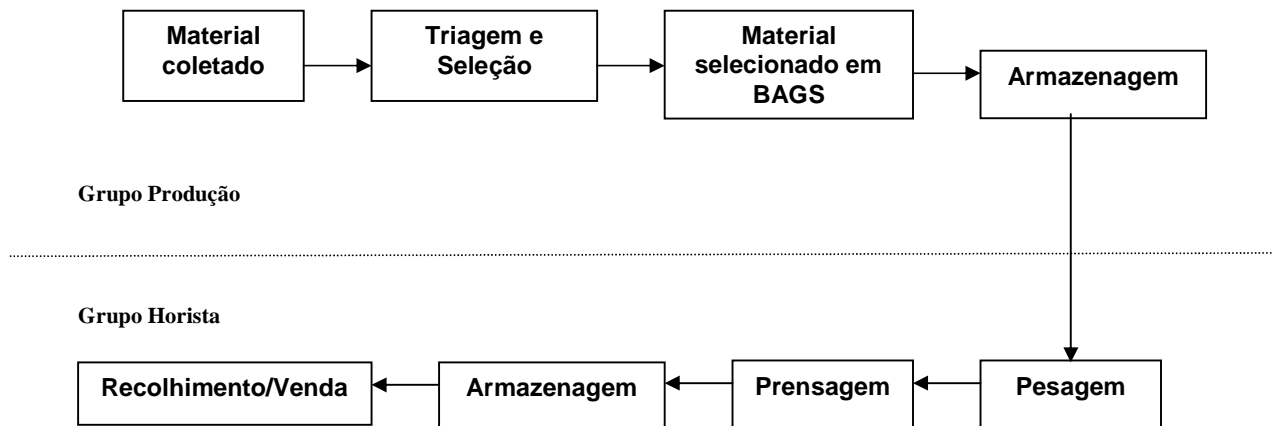 Material
coletado
Triagem e
Seleção
Material
selecionado em
BAGS
Armazenagem
Grupo Produção
Grupo Horista
Recolhimento/Venda
Armazenagem
Prensagem
Pesagem